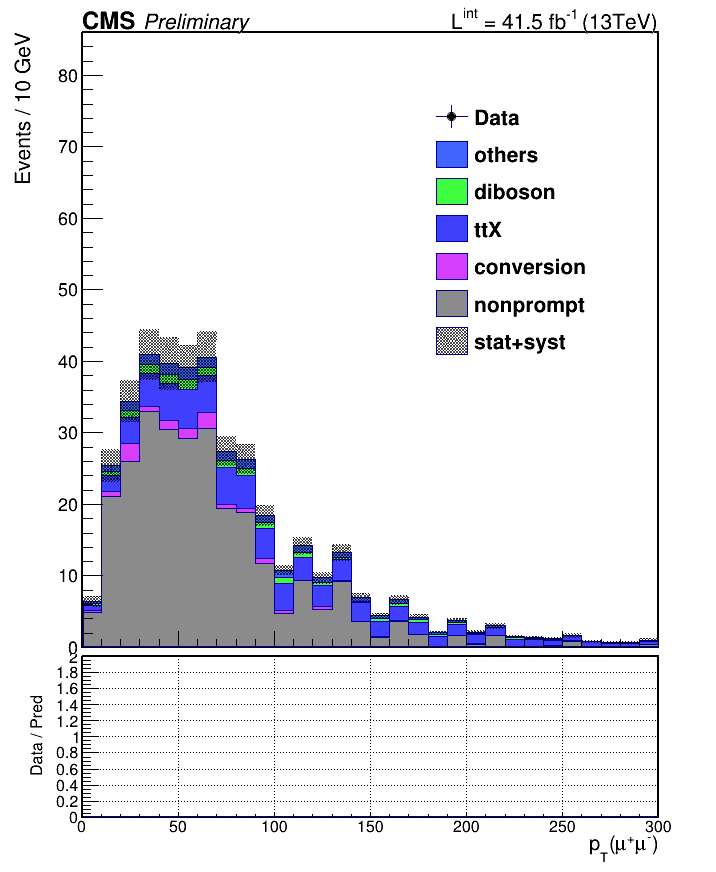 CMS Preliminary L^int = 41.5 fb^-1 (13TeV)
Events / 10 GeV
80
70
60
50
40
30
20
10
0
Data
others
diboson
ttX
conversion
nonprompt
stat+syst
Data / Pred
2
1.8
1.6
1.4
1.2
1
0.8
0.6
0.4
0.2
0
0 50 100 150 200 250 300
p_T(μ⁺μ⁻)